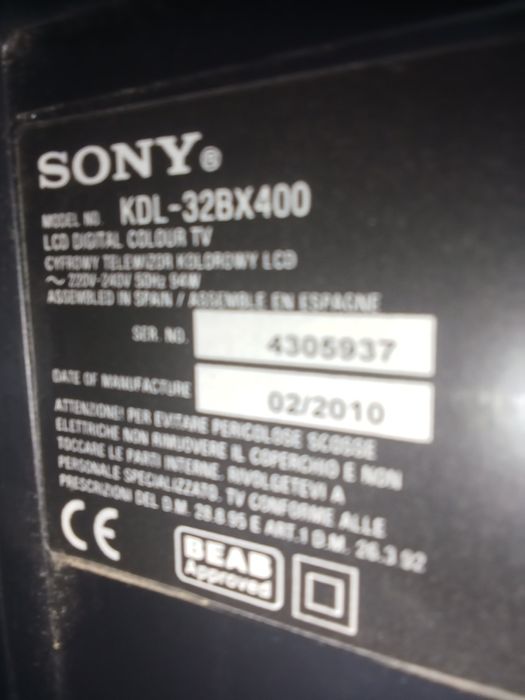 SONY®
MODEL NO. KDL-32BX400
LCD DIGITAL COLOUR TV
CYFROWY TELEWIZOR KOLOROWY LCD
~ 220V-240V 50Hz 94W
ASSEMBLED IN SPAIN / ASSEMBLE EN ESPAGNE
SER. NO. 4305937
DATE OF MANUFACTURE 02/2010
ATTENZIONE! PER EVITARE PERICOLOSE SCOSSE
ELETTRICHE NON RIMUOVERE IL COPERCHIO E NON
TOCCARE LE PARTI INTERNE. RIVOLGETEVI A
PERSONALE SPECIALIZZATO. TV CONFORME ALLE
PRESCRIZIONI DEL D.M. 28.8 95 E ART.1 D.M. 26.3 92
CE
BEAB
Approved